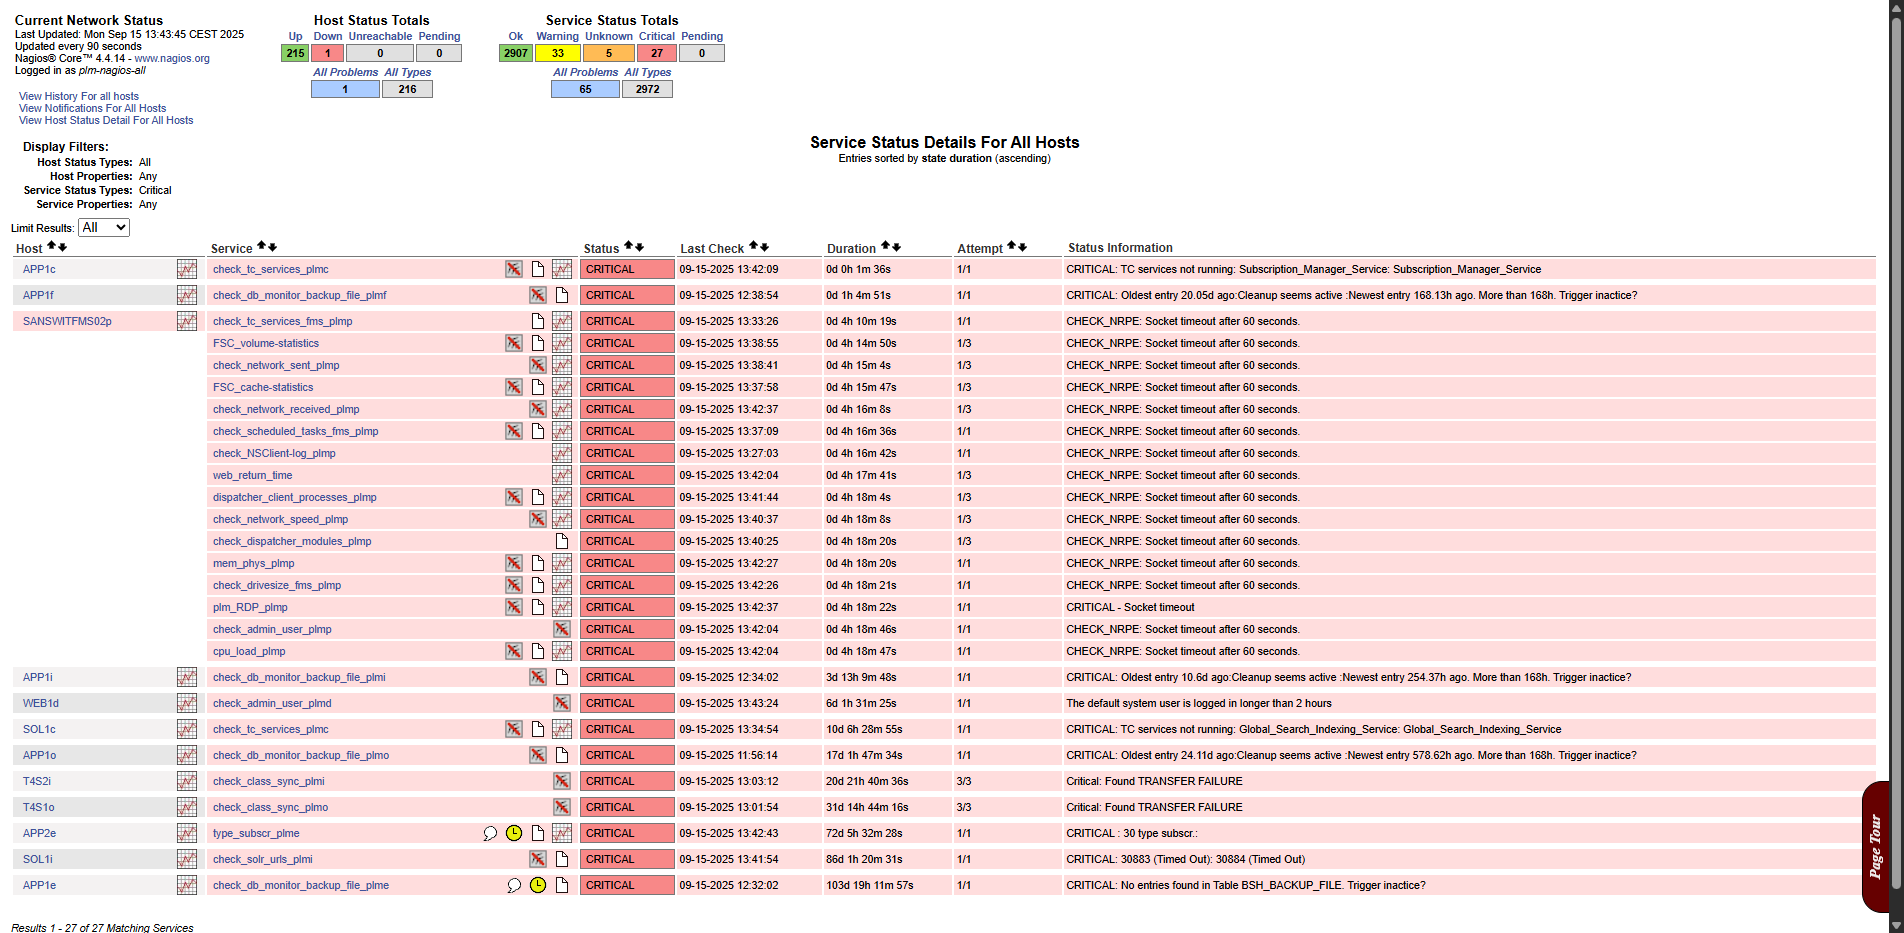 Current Network Status
Last Updated: Mon Sep 15 13:43:45 CEST 2025
Updated every 90 seconds
Nagios® Core™ 4.4.14 - www.nagios.org
Logged in as plm-nagios-all
View History For all hosts
View Notifications For All Hosts
View Host Status Detail For All Hosts
Host Status Totals
Up Down Unreachable Pending
215 1 0 0
All Problems All Types
1 216
Service Status Totals
Ok Warning Unknown Critical Pending
2907 33 5 27 0
All Problems All Types
65 2972
Display Filters:
Host Status Types: All
Host Properties: Any
Service Status Types: Critical
Service Properties: Any
Service Status Details For All Hosts
Entries sorted by state duration (ascending)
Limit Results: All
Host Service Status Last Check Duration Attempt Status Information
APP1c check_tc_services_plmc CRITICAL 09-15-2025 13:42:09 0d 0h 1m 36s 1/1 CRITICAL: TC services not running: Subscription_Manager_Service: Subscription_Manager_Service
APP1f check_db_monitor_backup_file_plmf CRITICAL 09-15-2025 12:38:54 0d 1h 4m 51s 1/1 CRITICAL: Oldest entry 20.05d ago:Cleanup seems active :Newest entry 168.13h ago. More than 168h. Trigger inactice?
SANSWITFMS02p check_tc_services_fms_plmp CRITICAL 09-15-2025 13:33:26 0d 4h 10m 19s 1/1 CHECK_NRPE: Socket timeout after 60 seconds.
FSC_volume-statistics CRITICAL 09-15-2025 13:38:55 0d 4h 14m 50s 1/3 CHECK_NRPE: Socket timeout after 60 seconds.
check_network_sent_plmp CRITICAL 09-15-2025 13:38:41 0d 4h 15m 4s 1/3 CHECK_NRPE: Socket timeout after 60 seconds.
FSC_cache-statistics CRITICAL 09-15-2025 13:37:58 0d 4h 15m 47s 1/3 CHECK_NRPE: Socket timeout after 60 seconds.
check_network_received_plmp CRITICAL 09-15-2025 13:42:37 0d 4h 16m 8s 1/3 CHECK_NRPE: Socket timeout after 60 seconds.
check_scheduled_tasks_fms_plmp CRITICAL 09-15-2025 13:37:09 0d 4h 16m 36s 1/1 CHECK_NRPE: Socket timeout after 60 seconds.
check_NSClient-log_plmp CRITICAL 09-15-2025 13:27:03 0d 4h 16m 42s 1/1 CHECK_NRPE: Socket timeout after 60 seconds.
web_return_time CRITICAL 09-15-2025 13:42:04 0d 4h 17m 41s 1/3 CHECK_NRPE: Socket timeout after 60 seconds.
dispatcher_client_processes_plmp CRITICAL 09-15-2025 13:41:44 0d 4h 18m 4s 1/3 CHECK_NRPE: Socket timeout after 60 seconds.
check_network_speed_plmp CRITICAL 09-15-2025 13:40:37 0d 4h 18m 8s 1/3 CHECK_NRPE: Socket timeout after 60 seconds.
check_dispatcher_modules_plmp CRITICAL 09-15-2025 13:40:25 0d 4h 18m 20s 1/3 CHECK_NRPE: Socket timeout after 60 seconds.
mem_phys_plmp CRITICAL 09-15-2025 13:42:27 0d 4h 18m 20s 1/1 CHECK_NRPE: Socket timeout after 60 seconds.
check_drivesize_fms_plmp CRITICAL 09-15-2025 13:42:26 0d 4h 18m 21s 1/1 CHECK_NRPE: Socket timeout after 60 seconds.
plm_RDP_plmp CRITICAL 09-15-2025 13:42:37 0d 4h 18m 22s 1/1 CRITICAL - Socket timeout
check_admin_user_plmp CRITICAL 09-15-2025 13:42:04 0d 4h 18m 46s 1/1 CHECK_NRPE: Socket timeout after 60 seconds.
cpu_load_plmp CRITICAL 09-15-2025 13:42:04 0d 4h 18m 47s 1/1 CHECK_NRPE: Socket timeout after 60 seconds.
APP1i check_db_monitor_backup_file_plmi CRITICAL 09-15-2025 12:34:02 3d 13h 9m 48s 1/1 CRITICAL: Oldest entry 10.6d ago:Cleanup seems active :Newest entry 254.37h ago. More than 168h. Trigger inactice?
WEB1d check_admin_user_plmd CRITICAL 09-15-2025 13:43:24 6d 1h 31m 25s 1/1 The default system user is logged in longer than 2 hours
SOL1c check_tc_services_plmc CRITICAL 09-15-2025 13:34:54 10d 6h 28m 55s 1/1 CRITICAL: TC services not running: Global_Search_Indexing_Service: Global_Search_Indexing_Service
APP1o check_db_monitor_backup_file_plmo CRITICAL 09-15-2025 11:56:14 17d 1h 47m 34s 1/1 CRITICAL: Oldest entry 24.11d ago:Cleanup seems active :Newest entry 578.62h ago. More than 168h. Trigger inactice?
T4S2i check_class_sync_plmi CRITICAL 09-15-2025 13:03:12 20d 21h 40m 36s 3/3 Critical: Found TRANSFER FAILURE
T4S1o check_class_sync_plmo CRITICAL 09-15-2025 13:01:54 31d 14h 44m 16s 3/3 Critical: Found TRANSFER FAILURE
APP2e type_subscr_plme CRITICAL 09-15-2025 13:42:43 72d 5h 32m 28s 1/1 CRITICAL : 30 type subscr.:
SOL1i check_solr_urls_plmi CRITICAL 09-15-2025 13:41:54 86d 1h 20m 31s 1/1 CRITICAL: 30883 (Timed Out): 30884 (Timed Out)
APP1e check_db_monitor_backup_file_plme CRITICAL 09-15-2025 12:32:02 103d 19h 11m 57s 1/1 CRITICAL: No entries found in Table BSH_BACKUP_FILE. Trigger inactice?
Page Tour
Results 1 - 27 of 27 Matching Services